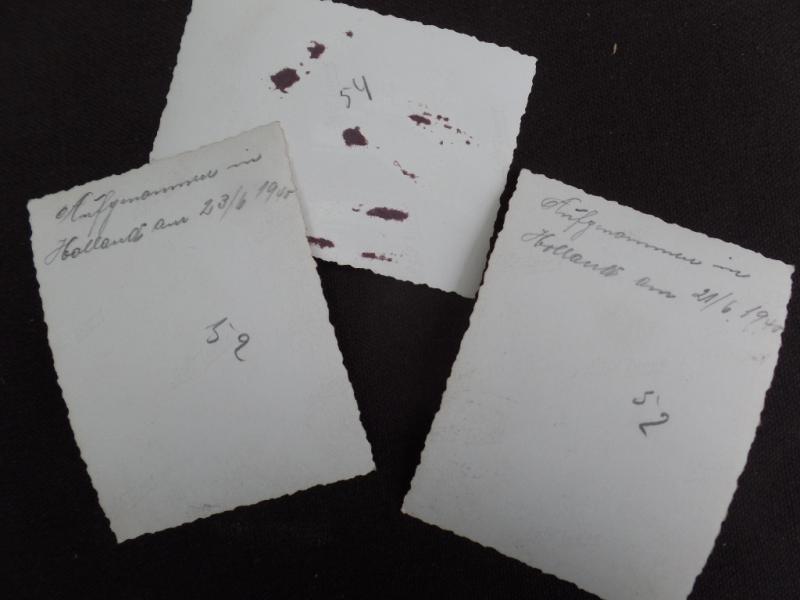 54
Aufgenommen in
Holland am 23/6 1940
52
Aufgenommen in
Holland am 21/6. 1940
52